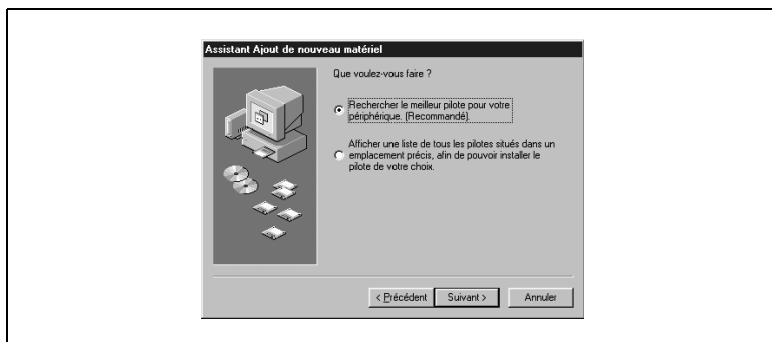 Assistant Ajout de nouveau matériel
Que voulez-vous faire ?
Rechercher le meilleur pilote pour votre
périphérique. (Recommandé).
Afficher une liste de tous les pilotes situés dans un
emplacement précis, afin de pouvoir installer le
pilote de votre choix.
< Précédent
Suivant >
Annuler